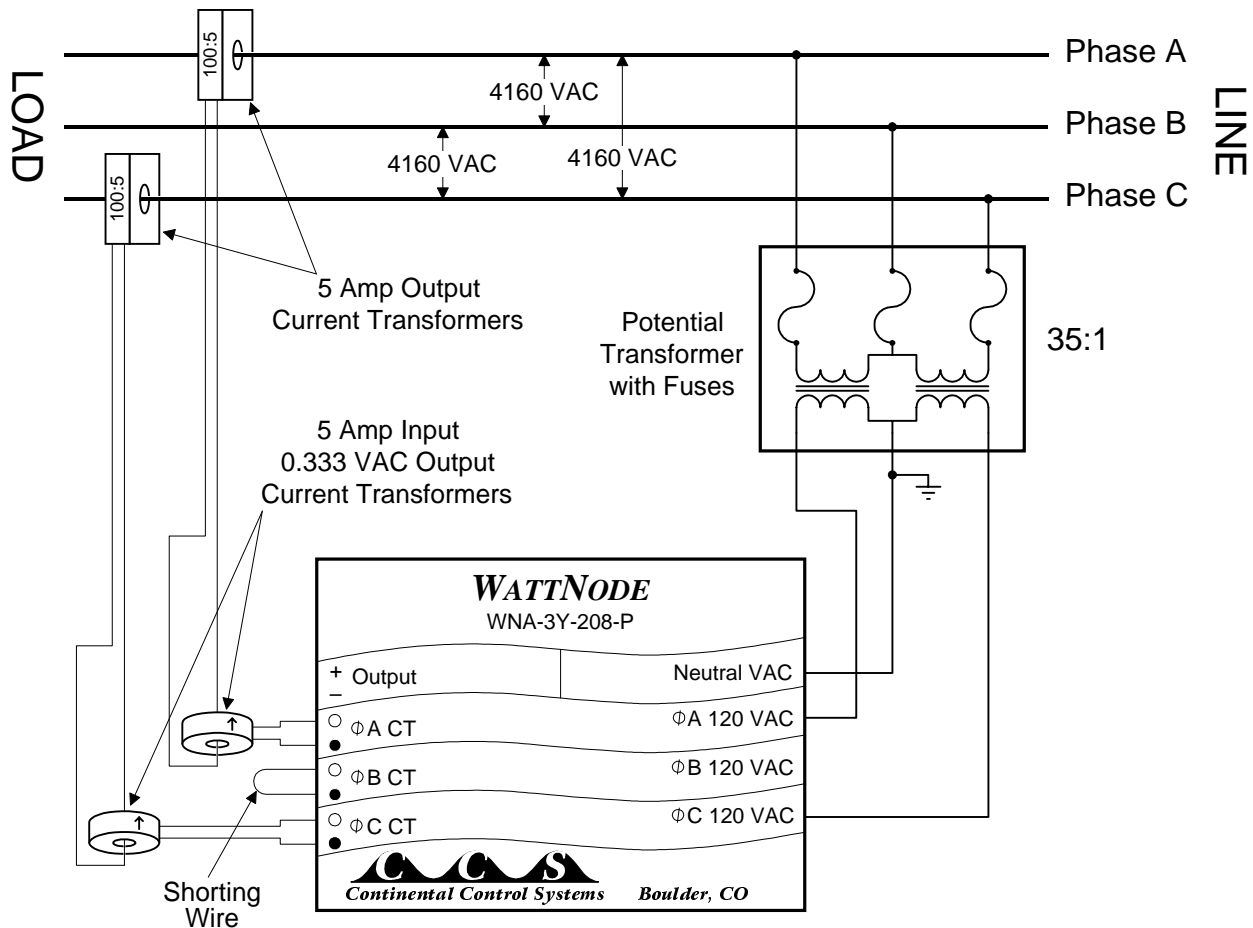 100:5
Phase A
4160 VAC
LOAD
LINE
Phase B
4160 VAC
4160 VAC
100:5
Phase C
5 Amp Output
Current Transformers
Potential
Transformer
with Fuses
35:1
5 Amp Input
0.333 VAC Output
Current Transformers
WATTNODE
WNA-3Y-208-P
+
–
Output
Neutral VAC
ΦA CT
ΦA 120 VAC
ΦB CT
ΦB 120 VAC
ΦC CT
ΦC 120 VAC
CCS
Continental Control Systems
Boulder, CO
Shorting
Wire